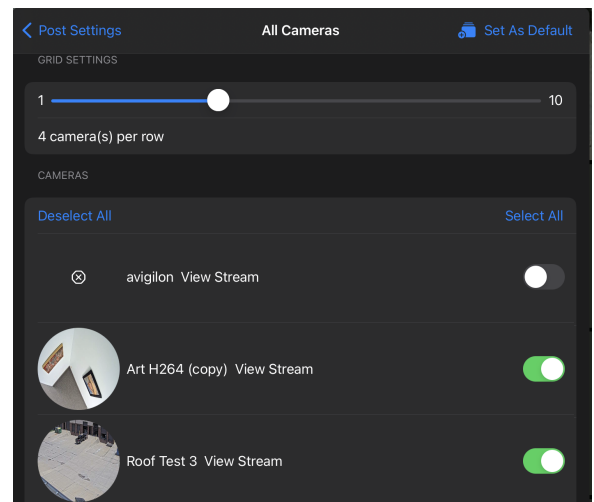 Post Settings
All Cameras
Set As Default
GRID SETTINGS
1
10
4 camera(s) per row
CAMERAS
Deselect All
Select All
avigilon View Stream
Art H264 (copy) View Stream
Roof Test 3 View Stream